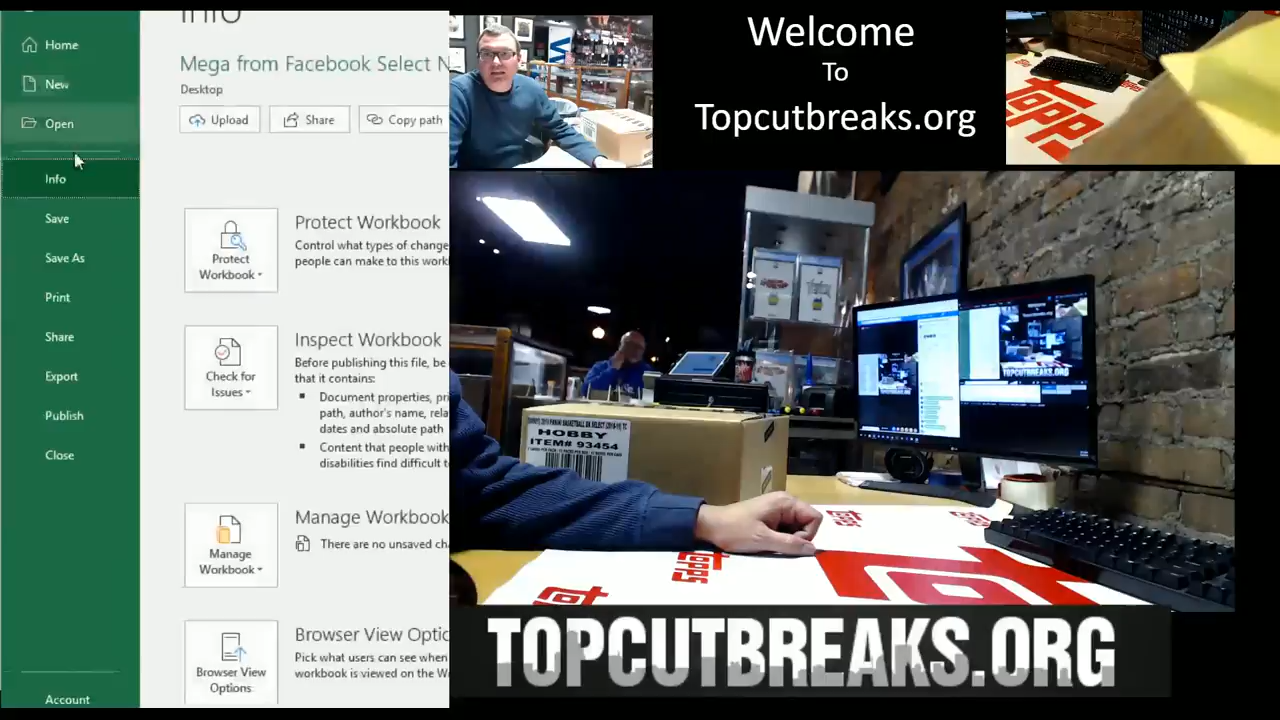 Info
Home
New
Open
Info
Save
Save As
Print
Share
Export
Publish
Close
Account
Mega from Facebook Select N
Desktop
Upload
Share
Copy path
Protect
Workbook
Protect Workbook
Control what types of change
people can make to this work
Check for
Issues
Inspect Workbook
Before publishing this file, be
that it contains:
Document properties, pri
path, author's name, rela
dates and absolute path
Content that people with
disabilities find difficult to
Manage
Workbook
Manage Workbook
There are no unsaved ch
Browser View
Options
Browser View Optic
Pick what users can see when
workbook is viewed on the W
Welcome
To
Topcutbreaks.org
TOPPS
HOBBY
ITEM# 93454
TOPCUTBREAKS.ORG
TOPPS
TOPPS
TOPCUTBREAKS.ORG